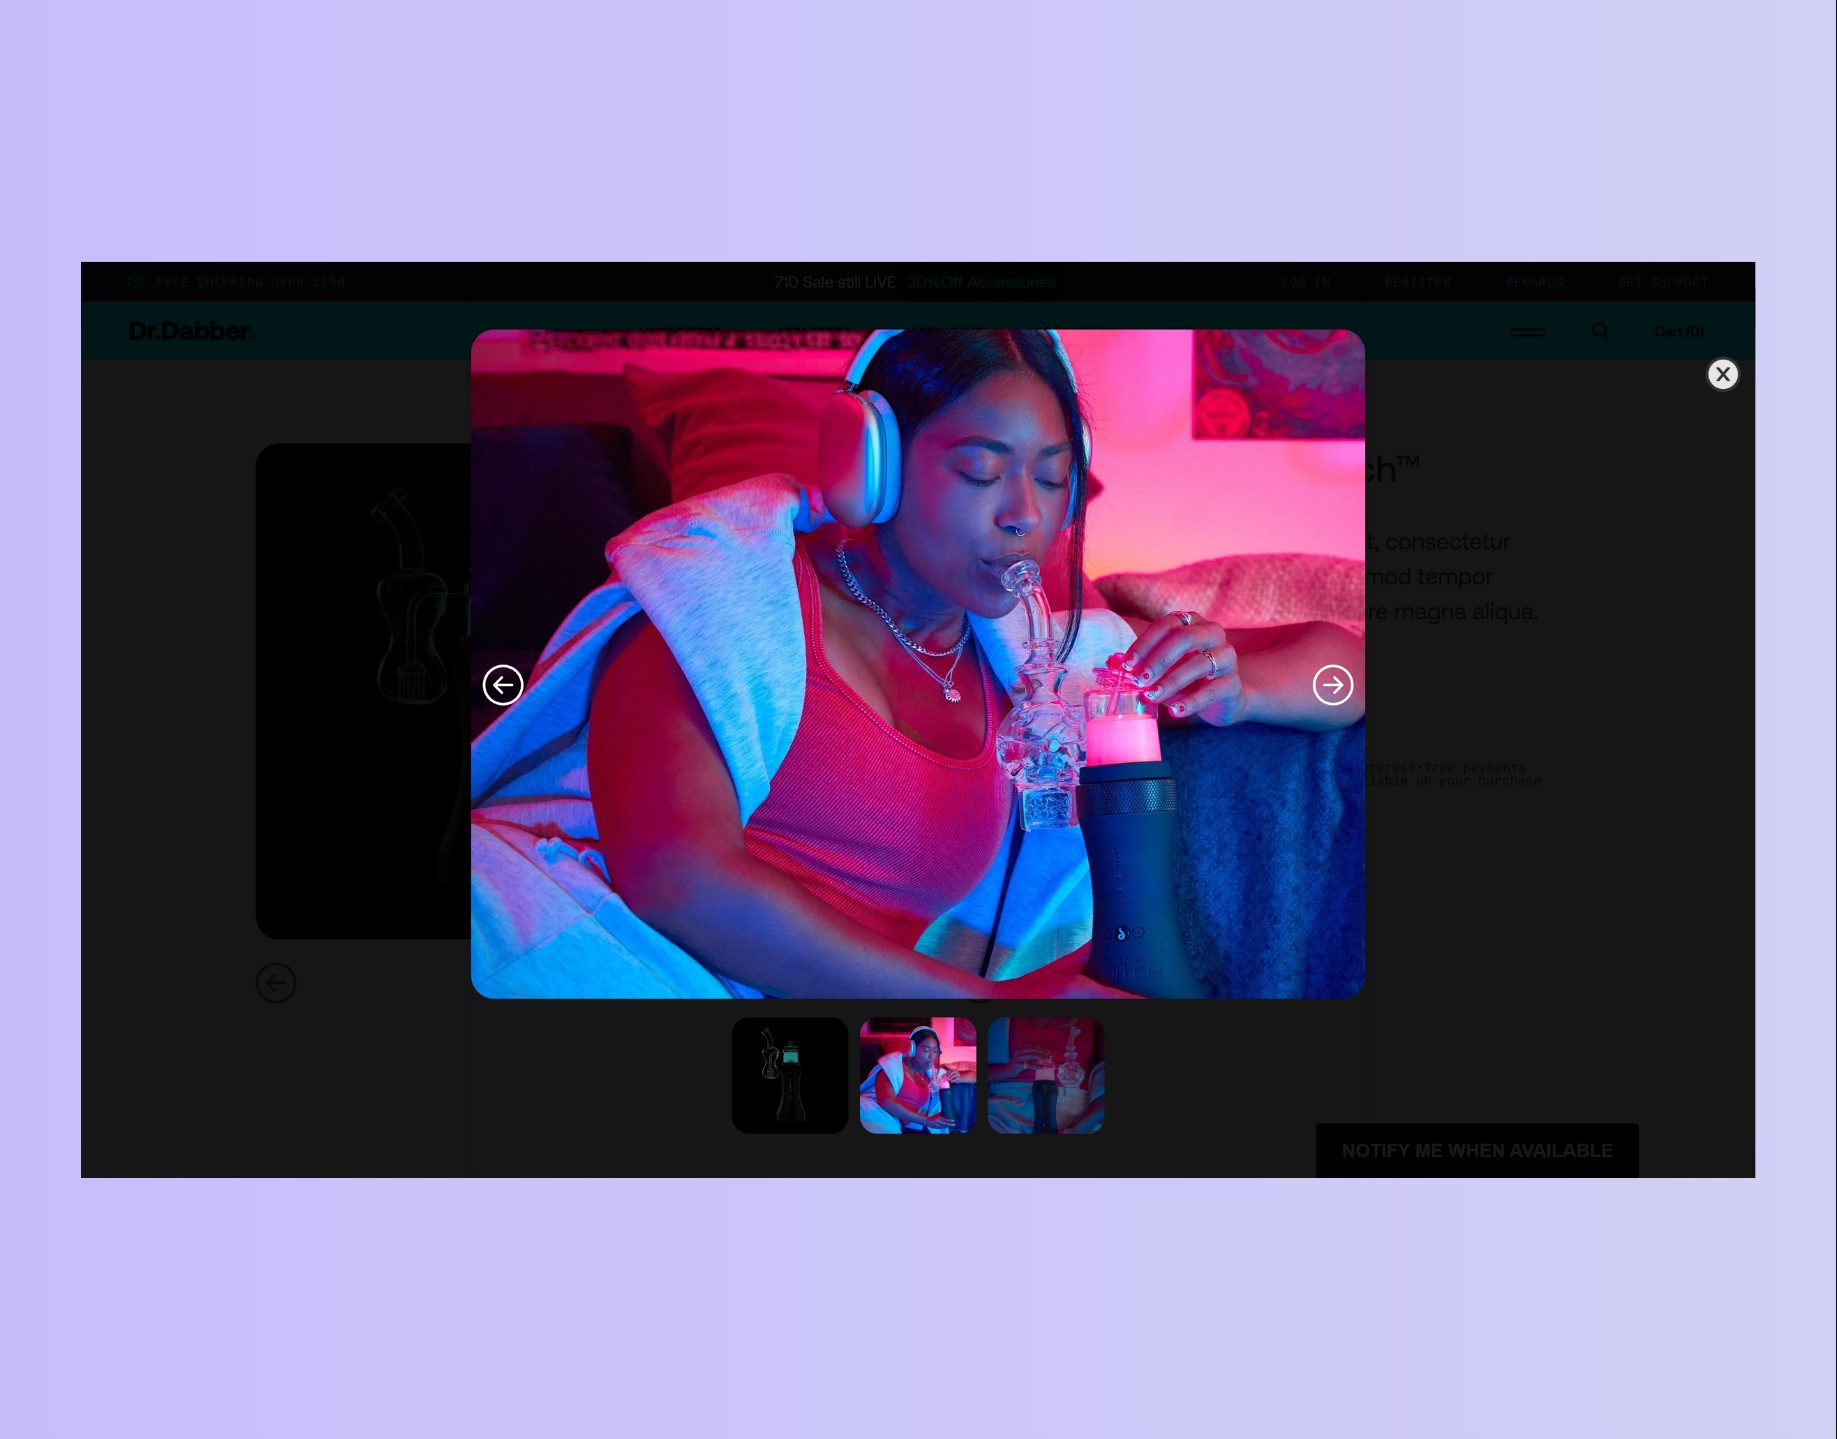 FREE SHIPPING OVER $150
710 Sale still LIVE 20%Off Accessories
LOG IN
REGISTER
REWARDS
GET SUPPORT
Dr.Dabber
Cart (0)
X
ch™
t, consectetur
mod tempor
re magna aliqua.
terest-free payments
lable on your purchase
NOTIFY ME WHEN AVAILABLE